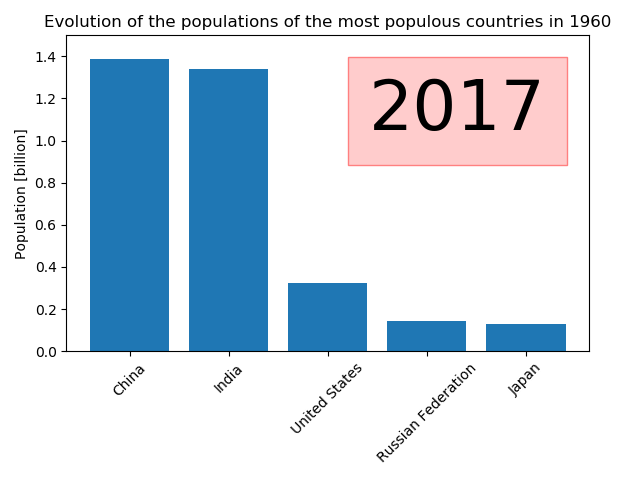 Evolution of the populations of the most populous countries in 1960
2017
Population [billion]
1.4
1.2
1.0
0.8
0.6
0.4
0.2
0.0
China
India
United States
Russian Federation
Japan